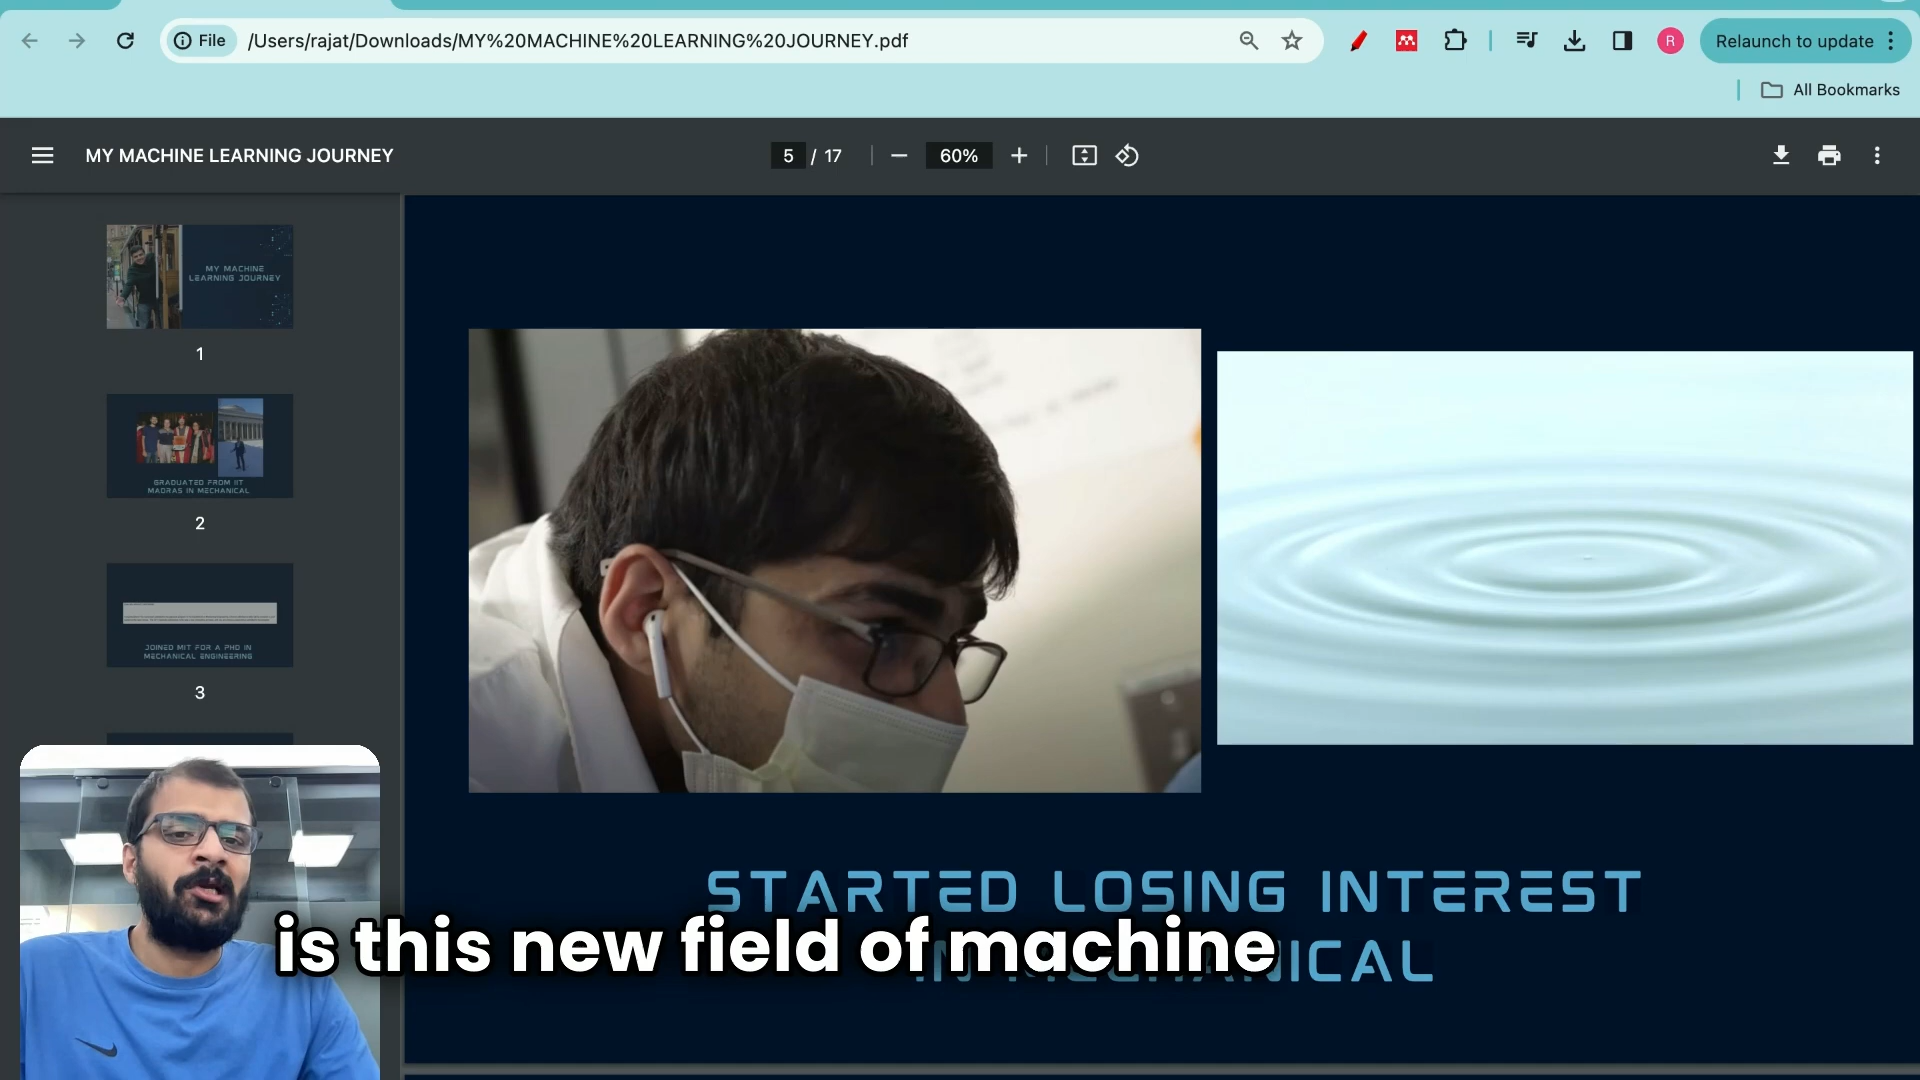 File
/Users/rajat/Downloads/MY%20MACHINE%20LEARNING%20JOURNEY.pdf
R
Relaunch to update
All Bookmarks
MY MACHINE LEARNING JOURNEY
5 / 17
60%
MY MACHINE
LEARNING JOURNEY
1
GRADUATED FROM IIT
MADRAS IN MECHANICAL
2
JOINED MIT FOR A PHD IN
MECHANICAL ENGINEERING
3
STARTED LOSING INTEREST
IN MECHANICAL
is this new field of machine